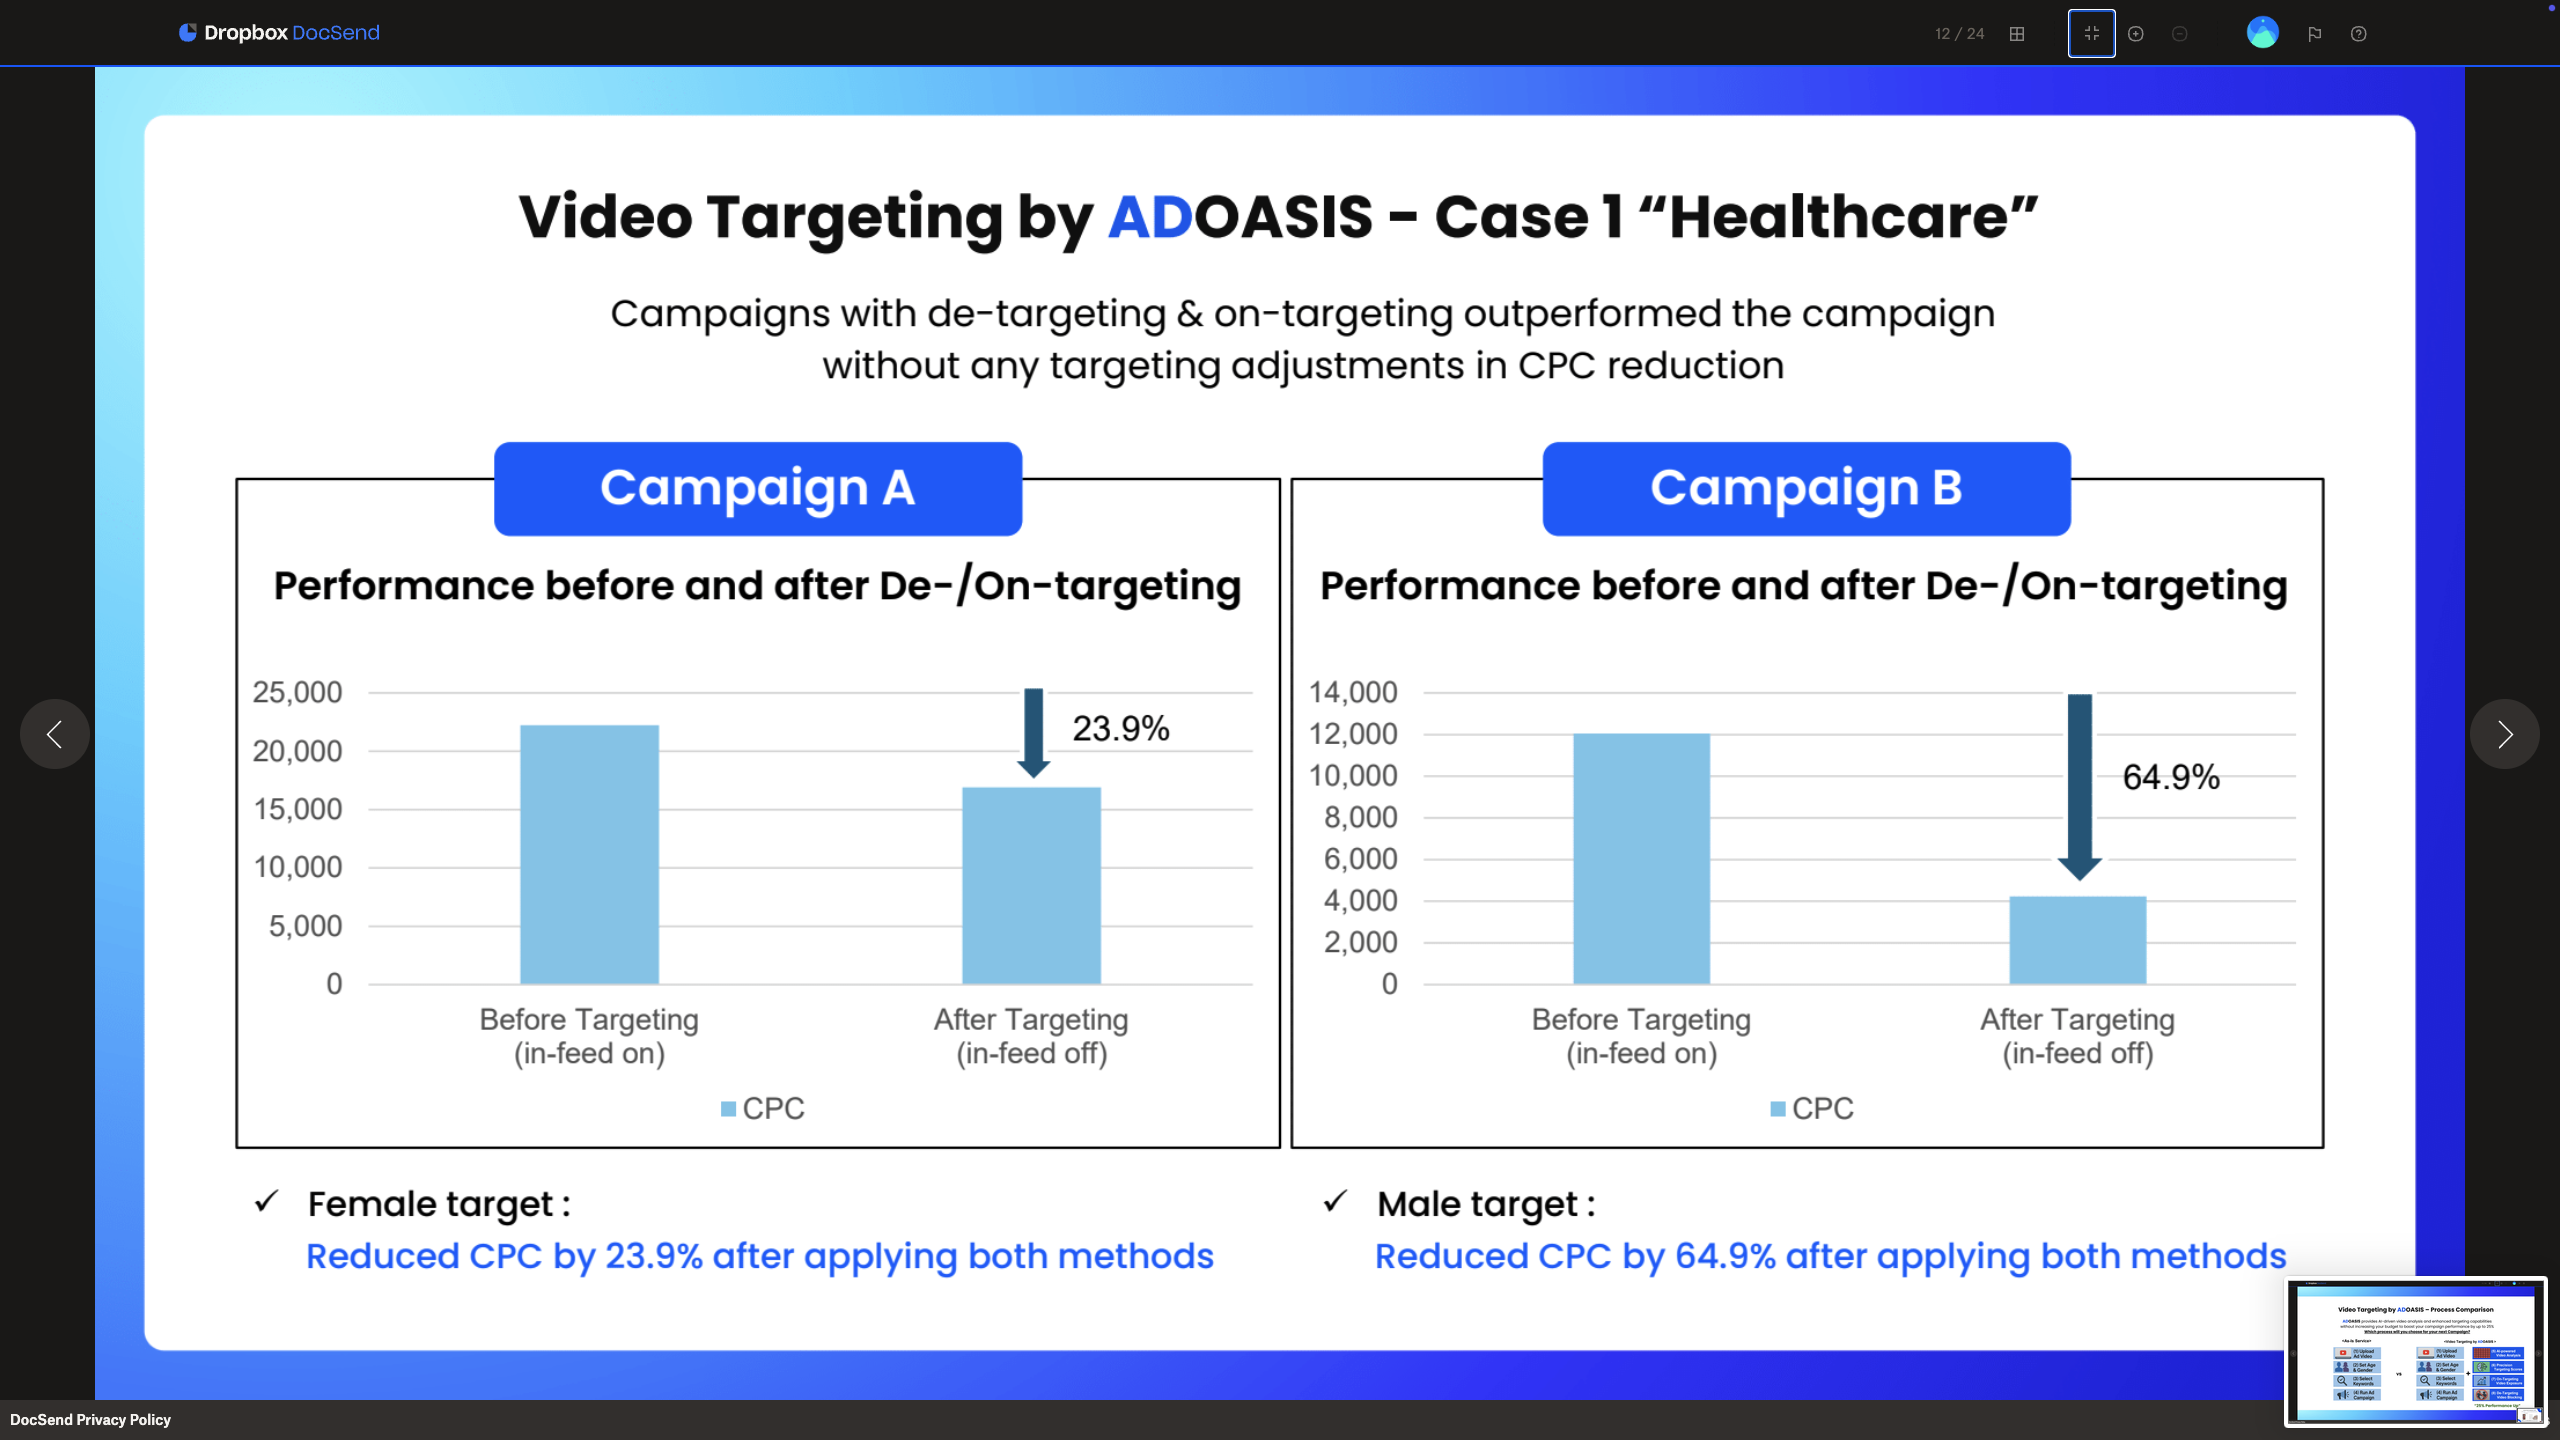 Dropbox DocSend
12 / 24
Video Targeting by ADOASIS - Case 1 “Healthcare”
Campaigns with de-targeting & on-targeting outperformed the campaign
without any targeting adjustments in CPC reduction
Campaign A
Performance before and after De-/On-targeting
25,000
20,000
15,000
10,000
5,000
0
23.9%
Before Targeting
(in-feed on)
After Targeting
(in-feed off)
CPC
✓ Female target :
Reduced CPC by 23.9% after applying both methods
Campaign B
Performance before and after De-/On-targeting
14,000
12,000
10,000
8,000
6,000
4,000
2,000
0
64.9%
Before Targeting
(in-feed on)
After Targeting
(in-feed off)
CPC
✓ Male target :
Reduced CPC by 64.9% after applying both methods
Video Targeting by ADOASIS – Process Comparison
DocSend Privacy Policy